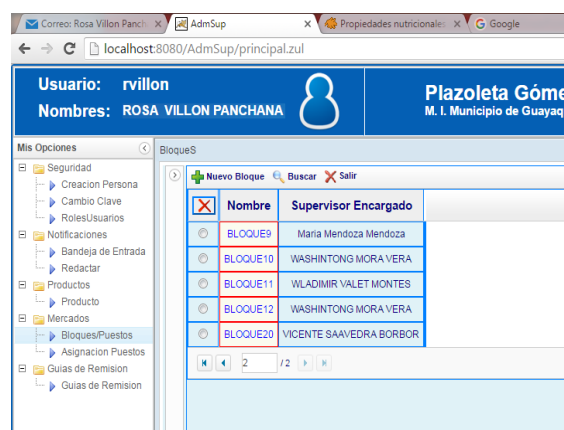 Correo: Rosa Villon Panch
AdmSup
Propiedades nutricionales
Google
localhost:8080/AdmSup/principal.zul
Usuario: rvillon
Nombres: ROSA VILLON PANCHANA
Plazoleta Góme
M. I. Municipio de Guayaq
Mis Opciones
BloqueS
Seguridad
Creacion Persona
Cambio Clave
RolesUsuarios
Notificaciones
Bandeja de Entrada
Redactar
Productos
Producto
Mercados
Bloques/Puestos
Asignacion Puestos
Guias de Remision
Guias de Remision
Nuevo Bloque Buscar Salir
Nombre Supervisor Encargado
BLOQUE9 Maria Mendoza Mendoza
BLOQUE10 WASHINTONG MORA VERA
BLOQUE11 WLADIMIR VALET MONTES
BLOQUE12 WASHINTONG MORA VERA
BLOQUE20 VICENTE SAAVEDRA BORBOR
2 / 2